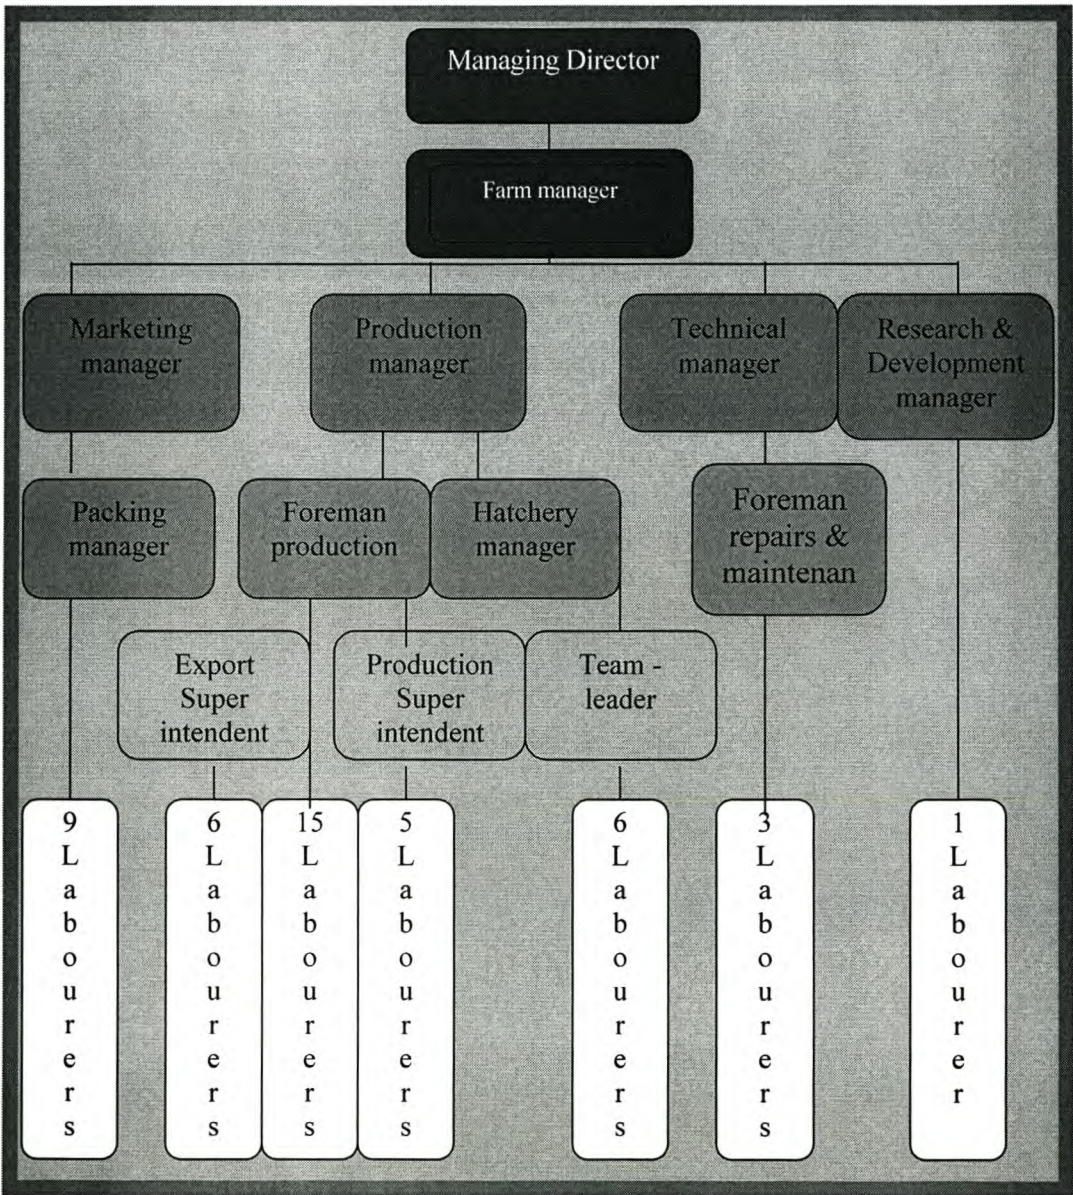 Managing Director
Farm manager
Marketing
manager
Production
manager
Technical
manager
Research &
Development
manager
Packing
manager
Foreman
production
Hatchery
manager
Foreman
repairs &
maintenan
Export
Super
intendent
Production
Super
intendent
Team -
leader
9
L
a
b
o
u
r
e
r
s
6
L
a
b
o
u
r
e
r
s
15
L
a
b
o
u
r
e
r
s
5
L
a
b
o
u
r
e
r
s
6
L
a
b
o
u
r
e
r
s
3
L
a
b
o
u
r
e
r
s
1
L
a
b
o
u
r
e
r